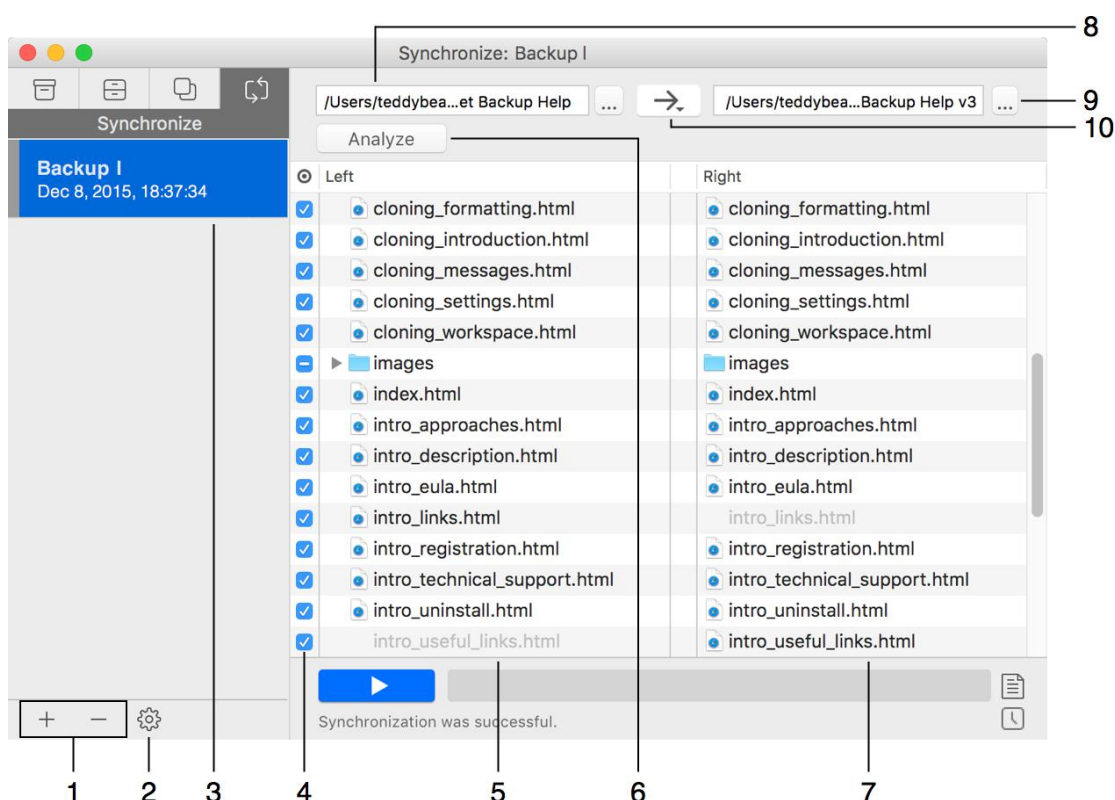 8
Synchronize: Backup I
/Users/teddybea...et Backup Help ... /Users/teddybea...Backup Help v3 ... 9
10
Synchronize
Analyze
Backup I
Dec 8, 2015, 18:37:34
Left Right
cloning_formatting.html cloning_formatting.html
cloning_introduction.html cloning_introduction.html
cloning_messages.html cloning_messages.html
cloning_settings.html cloning_settings.html
cloning_workspace.html cloning_workspace.html
images images
index.html index.html
intro_approaches.html intro_approaches.html
intro_description.html intro_description.html
intro_eula.html intro_eula.html
intro_links.html intro_links.html
intro_registration.html intro_registration.html
intro_technical_support.html intro_technical_support.html
intro_uninstall.html intro_uninstall.html
intro_useful_links.html intro_useful_links.html
Synchronization was successful.
1 2 3 4 5 6 7